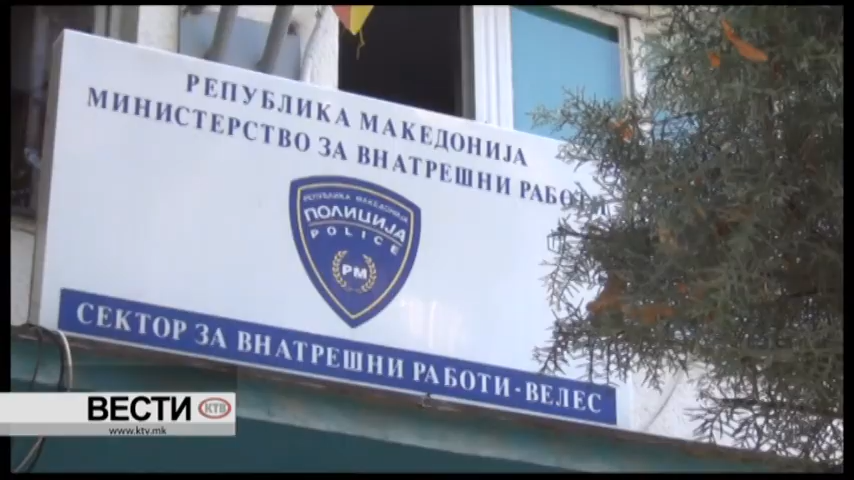 РЕПУБЛИКА МАКЕДОНИЈА
МИНИСТЕРСТВО ЗА ВНАТРЕШНИ РАБОТИ
РЕПУБЛИКА МАКЕДОНИЈА
ПОЛИЦИЈА
POLICE
РМ
СЕКТОР ЗА ВНАТРЕШНИ РАБОТИ - ВЕЛЕС
ВЕСТИ КТВ
www.ktv.mk